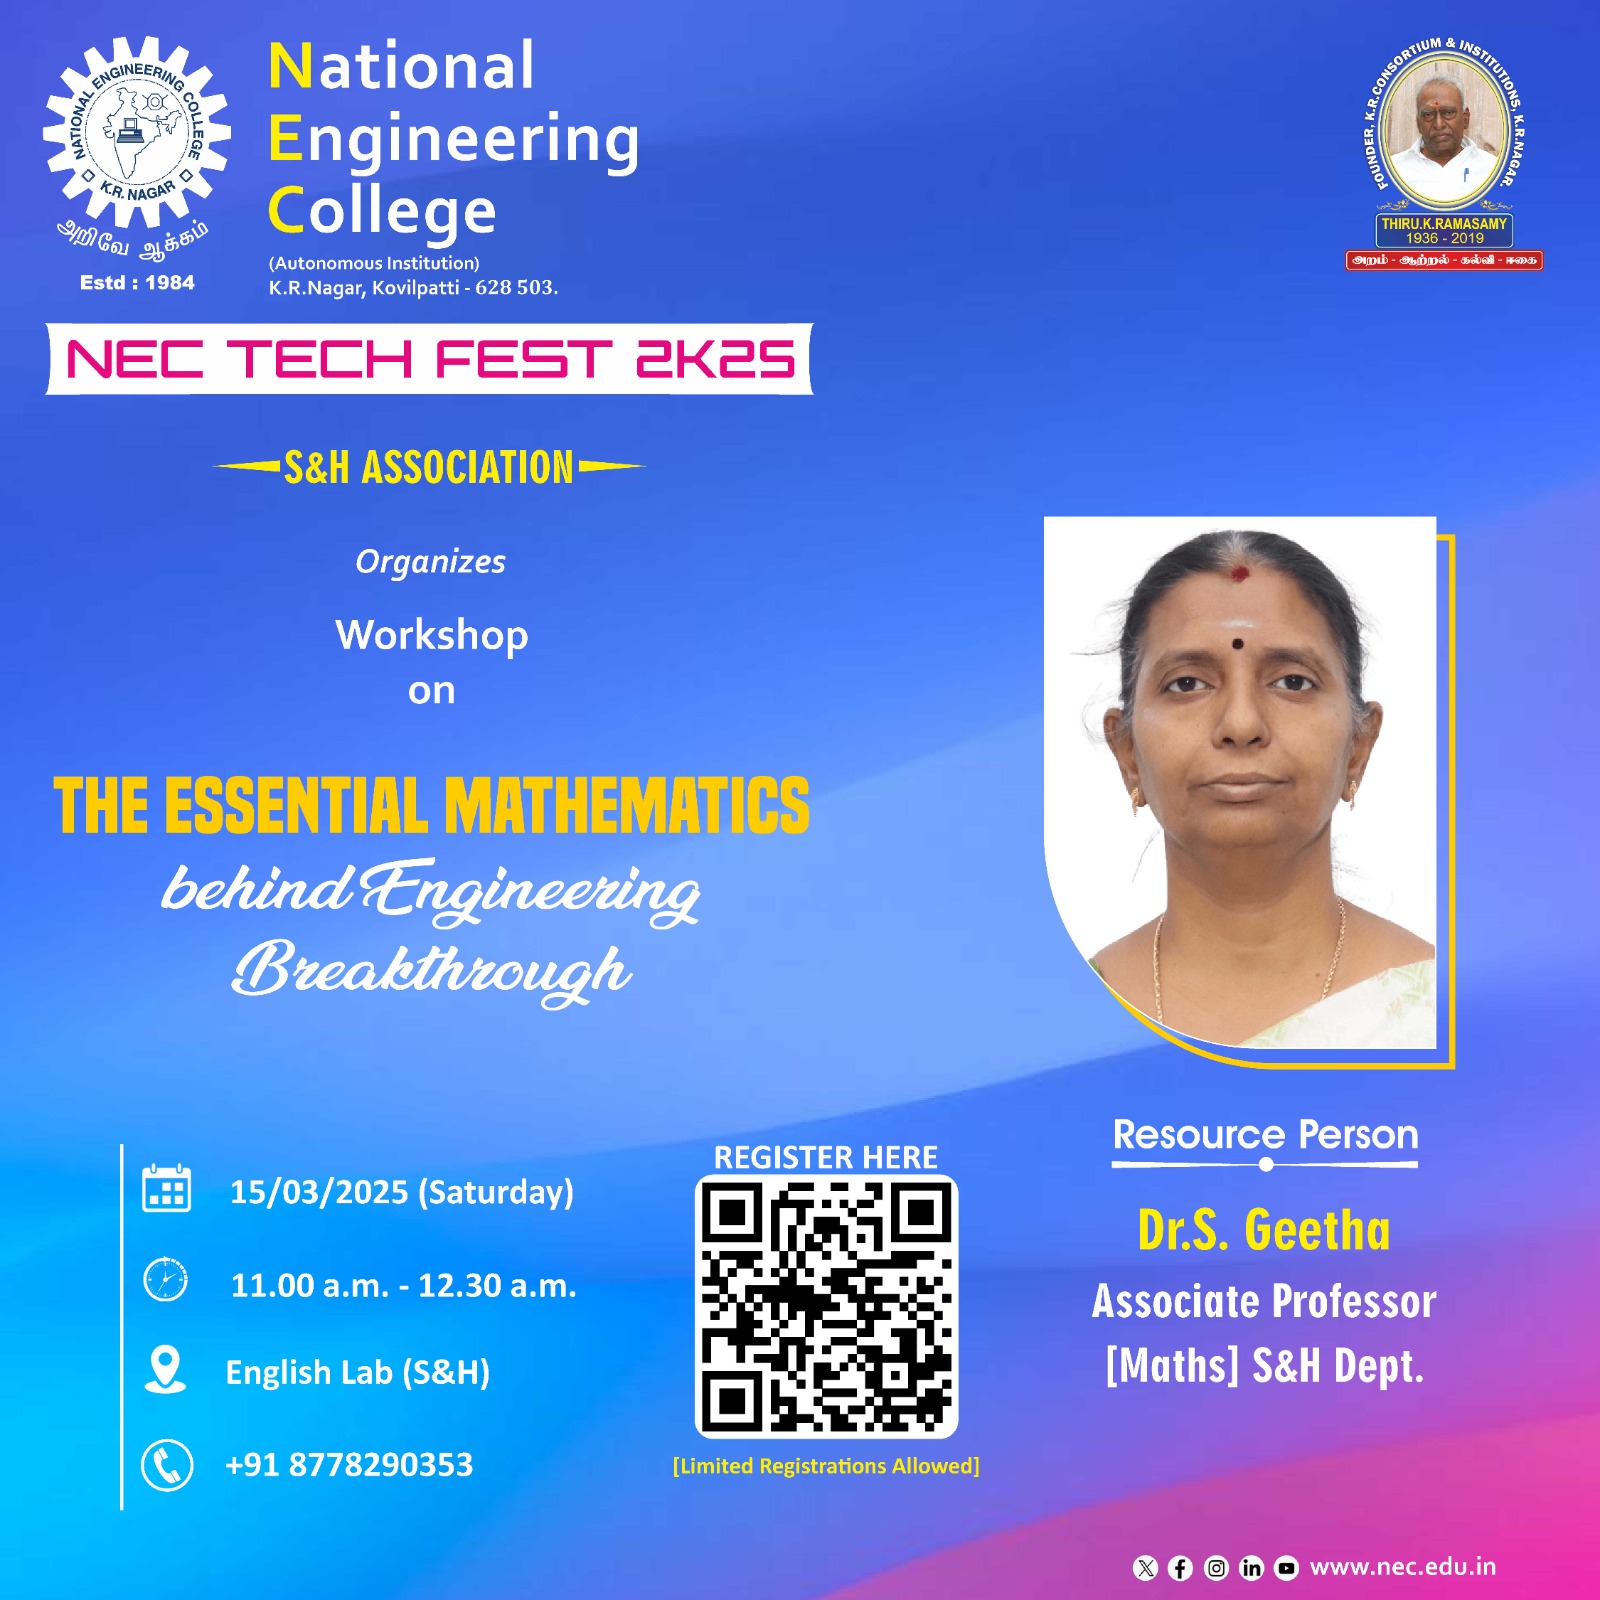 NATIONAL ENGINEERING COLLEGE
K.R. NAGAR
அறிவே ஆக்கம்
Estd : 1984
National
Engineering
College
(Autonomous Institution)
K.R.Nagar, Kovilpatti - 628 503.
FOUNDER, K.R.CONSORTIUM & INSTITUTIONS, K.R.NAGAR.
THIRU.K.RAMASAMY
1936 - 2019
அறம் - ஆற்றல் - கல்வி - ஈகை
NEC TECH FEST 2K25
S&H ASSOCIATION
Organizes
Workshop
on
THE ESSENTIAL MATHEMATICS
behind Engineering
Breakthrough
15/03/2025 (Saturday)
11.00 a.m. - 12.30 a.m.
English Lab (S&H)
+91 8778290353
REGISTER HERE
[Limited Registrations Allowed]
Resource Person
Dr.S. Geetha
Associate Professor
[Maths] S&H Dept.
www.nec.edu.in